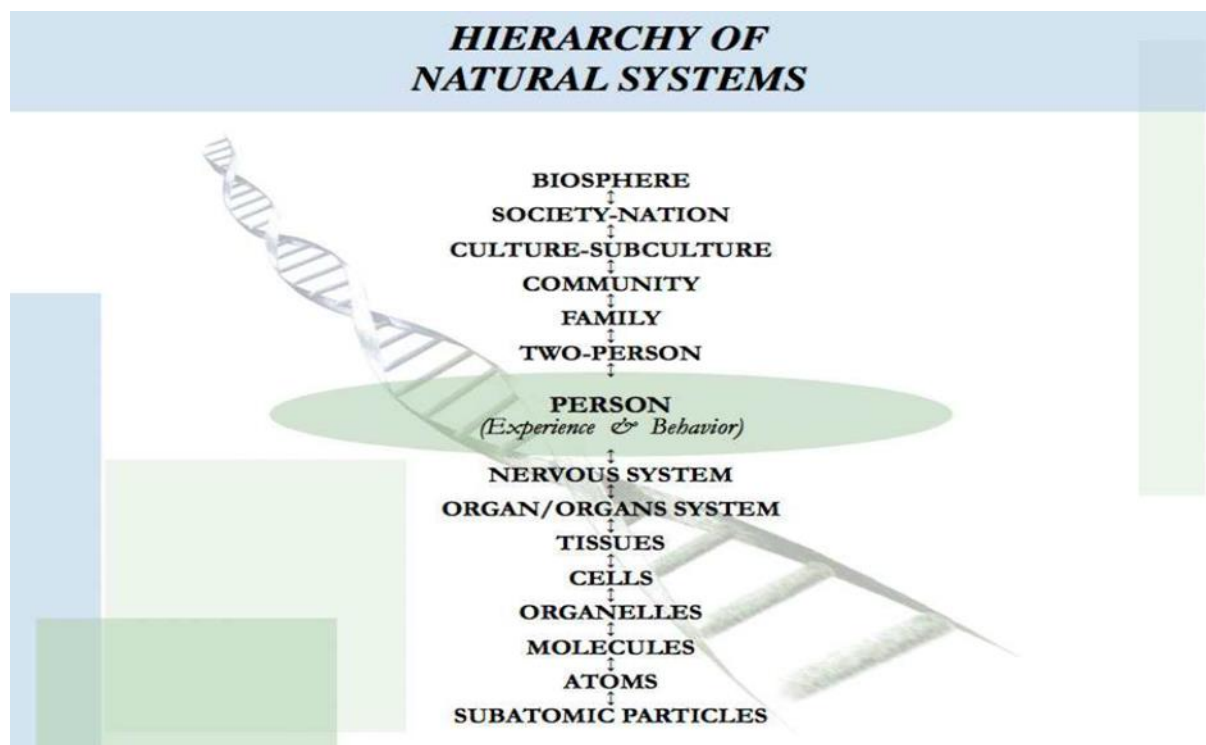 HIERARCHY OF
NATURAL SYSTEMS
BIOSPHERE
↕
SOCIETY-NATION
↕
CULTURE-SUBCULTURE
↕
COMMUNITY
↕
FAMILY
↕
TWO-PERSON
↕
PERSON
(Experience & Behavior)
↕
NERVOUS SYSTEM
↕
ORGAN/ORGANS SYSTEM
↕
TISSUES
↕
CELLS
↕
ORGANELLES
↕
MOLECULES
↕
ATOMS
↕
SUBATOMIC PARTICLES